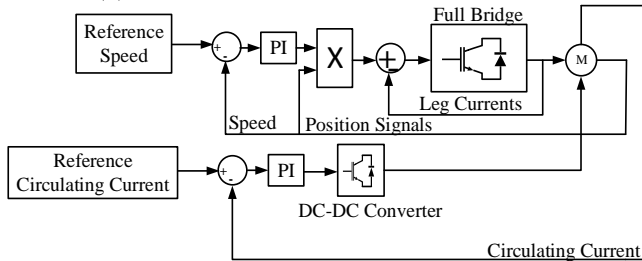 Full Bridge
Reference
Speed
+
-
PI
X
+
-
M
Leg Currents
Speed
Position Signals
Reference
Circulating Current
+
-
PI
DC-DC Converter
Circulating Current